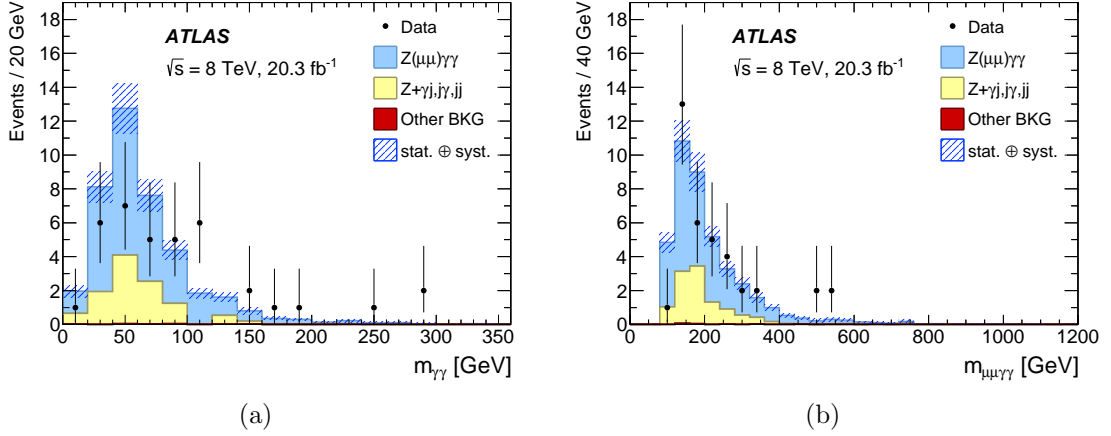 Events / 20 GeV
18
16
14
12
10
8
6
4
2
0
ATLAS
√s = 8 TeV, 20.3 fb⁻¹
Data
Z(μμ)γγ
Z+γj,jγ,jj
Other BKG
stat. ⊕ syst.
0 50 100 150 200 250 300 350
m_γγ [GeV]
(a)
Events / 40 GeV
18
16
14
12
10
8
6
4
2
0
ATLAS
√s = 8 TeV, 20.3 fb⁻¹
Data
Z(μμ)γγ
Z+γj,jγ,jj
Other BKG
stat. ⊕ syst.
0 200 400 600 800 1000 1200
m_μμγγ [GeV]
(b)